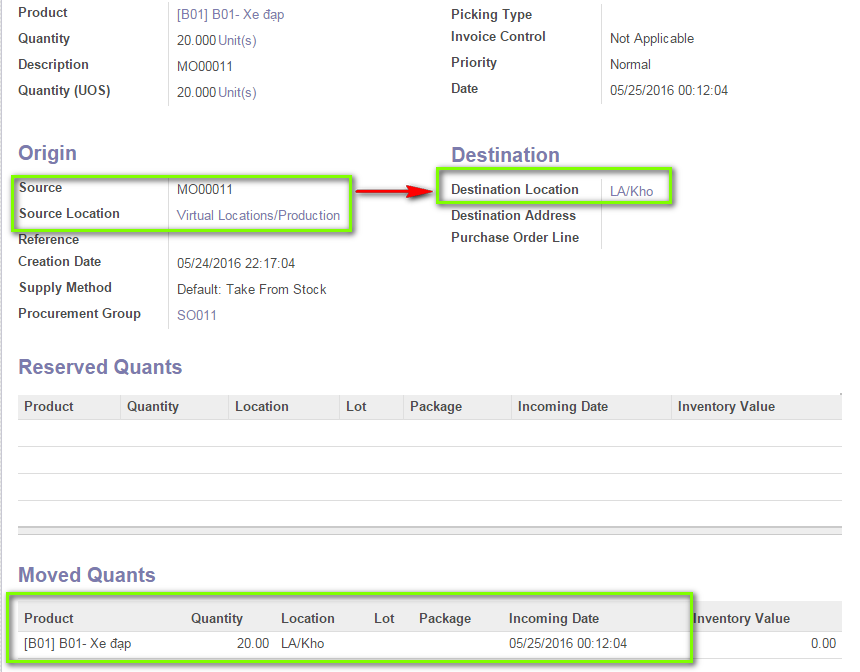 Product [B01] B01- Xe đạp
Quantity 20.000 Unit(s)
Description MO00011
Quantity (UOS) 20.000 Unit(s)
Picking Type
Invoice Control Not Applicable
Priority Normal
Date 05/25/2016 00:12:04
Origin
Source MO00011
Source Location Virtual Locations/Production
Reference
Creation Date 05/24/2016 22:17:04
Supply Method Default: Take From Stock
Procurement Group SO011
Destination
Destination Location LA/Kho
Destination Address
Purchase Order Line
Reserved Quants
Product Quantity Location Lot Package Incoming Date Inventory Value
Moved Quants
Product Quantity Location Lot Package Incoming Date Inventory Value
[B01] B01- Xe đạp 20.00 LA/Kho 05/25/2016 00:12:04 0.00